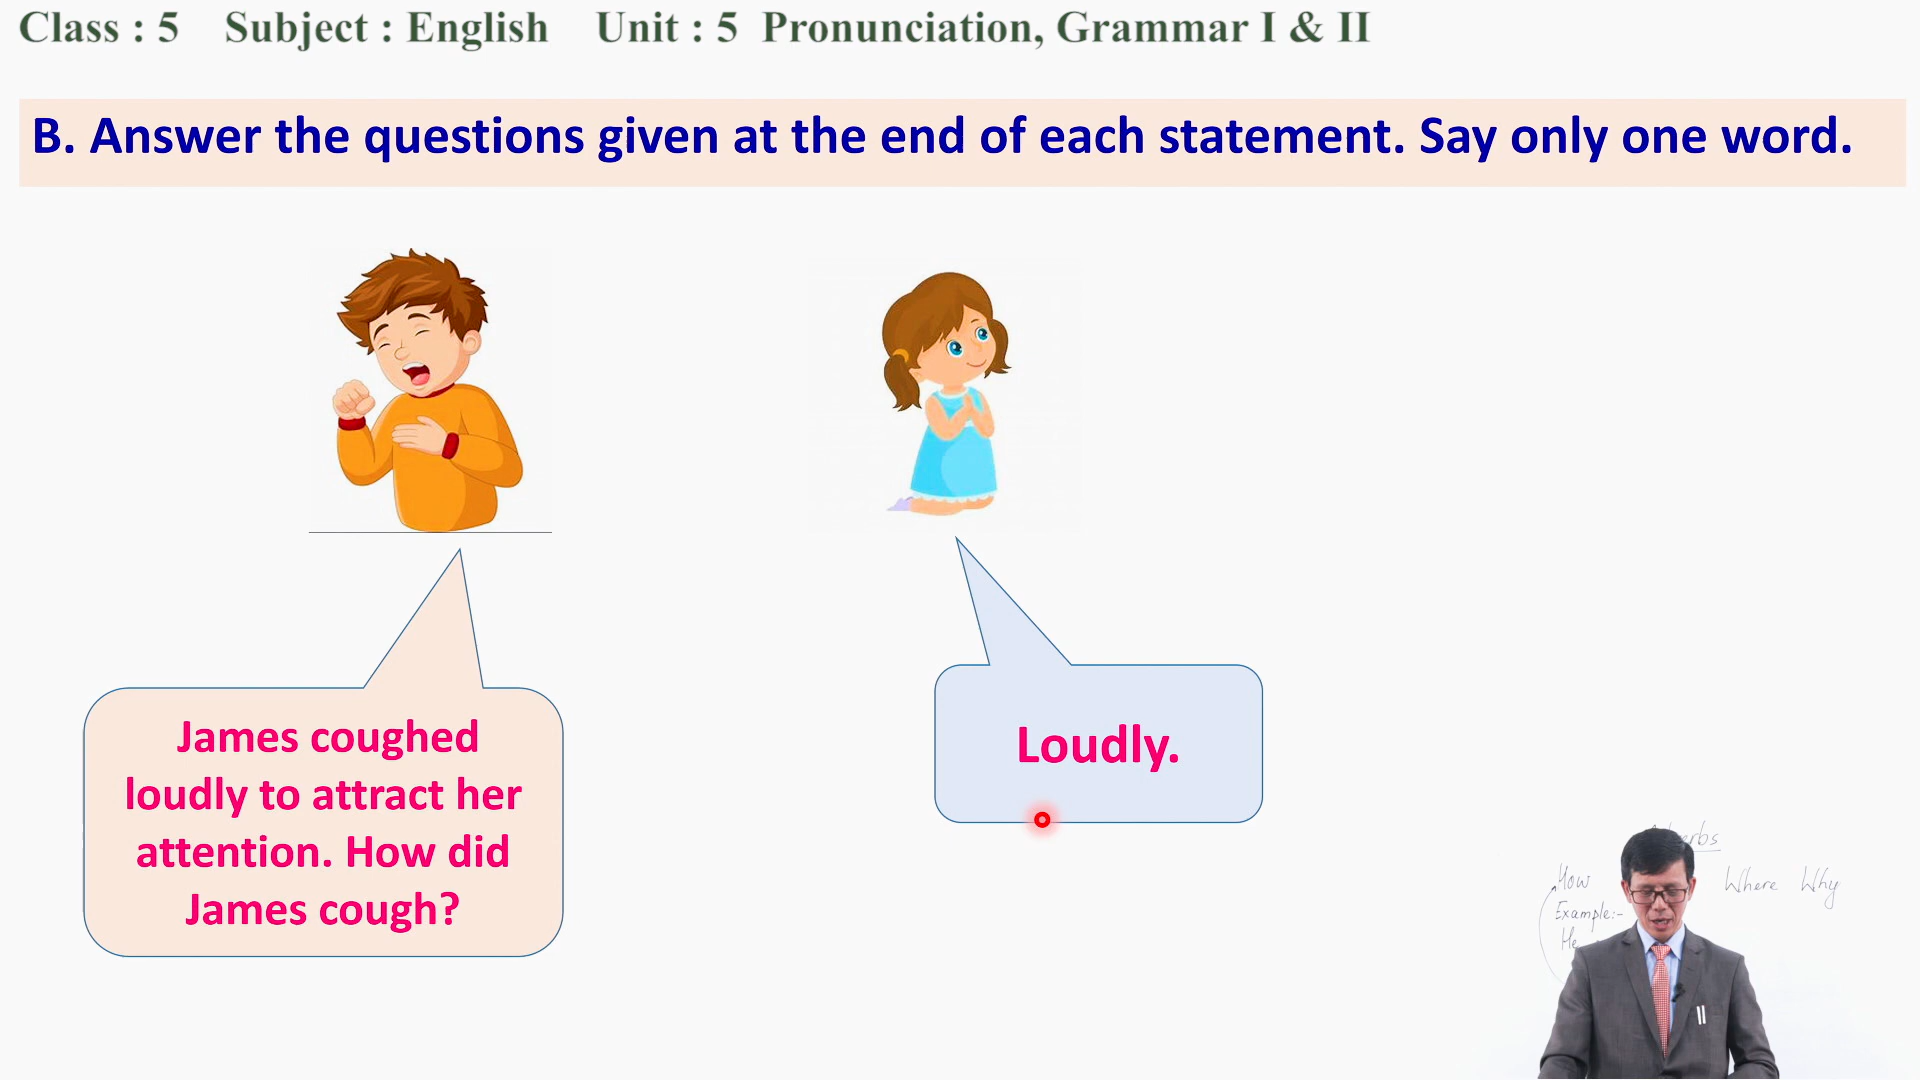 Class : 5 Subject : English Unit : 5 Pronunciation, Grammar I & II
B. Answer the questions given at the end of each statement. Say only one word.
James coughed
loudly to attract her
attention. How did
James cough?
Loudly.
How Where Why
Example:-
He